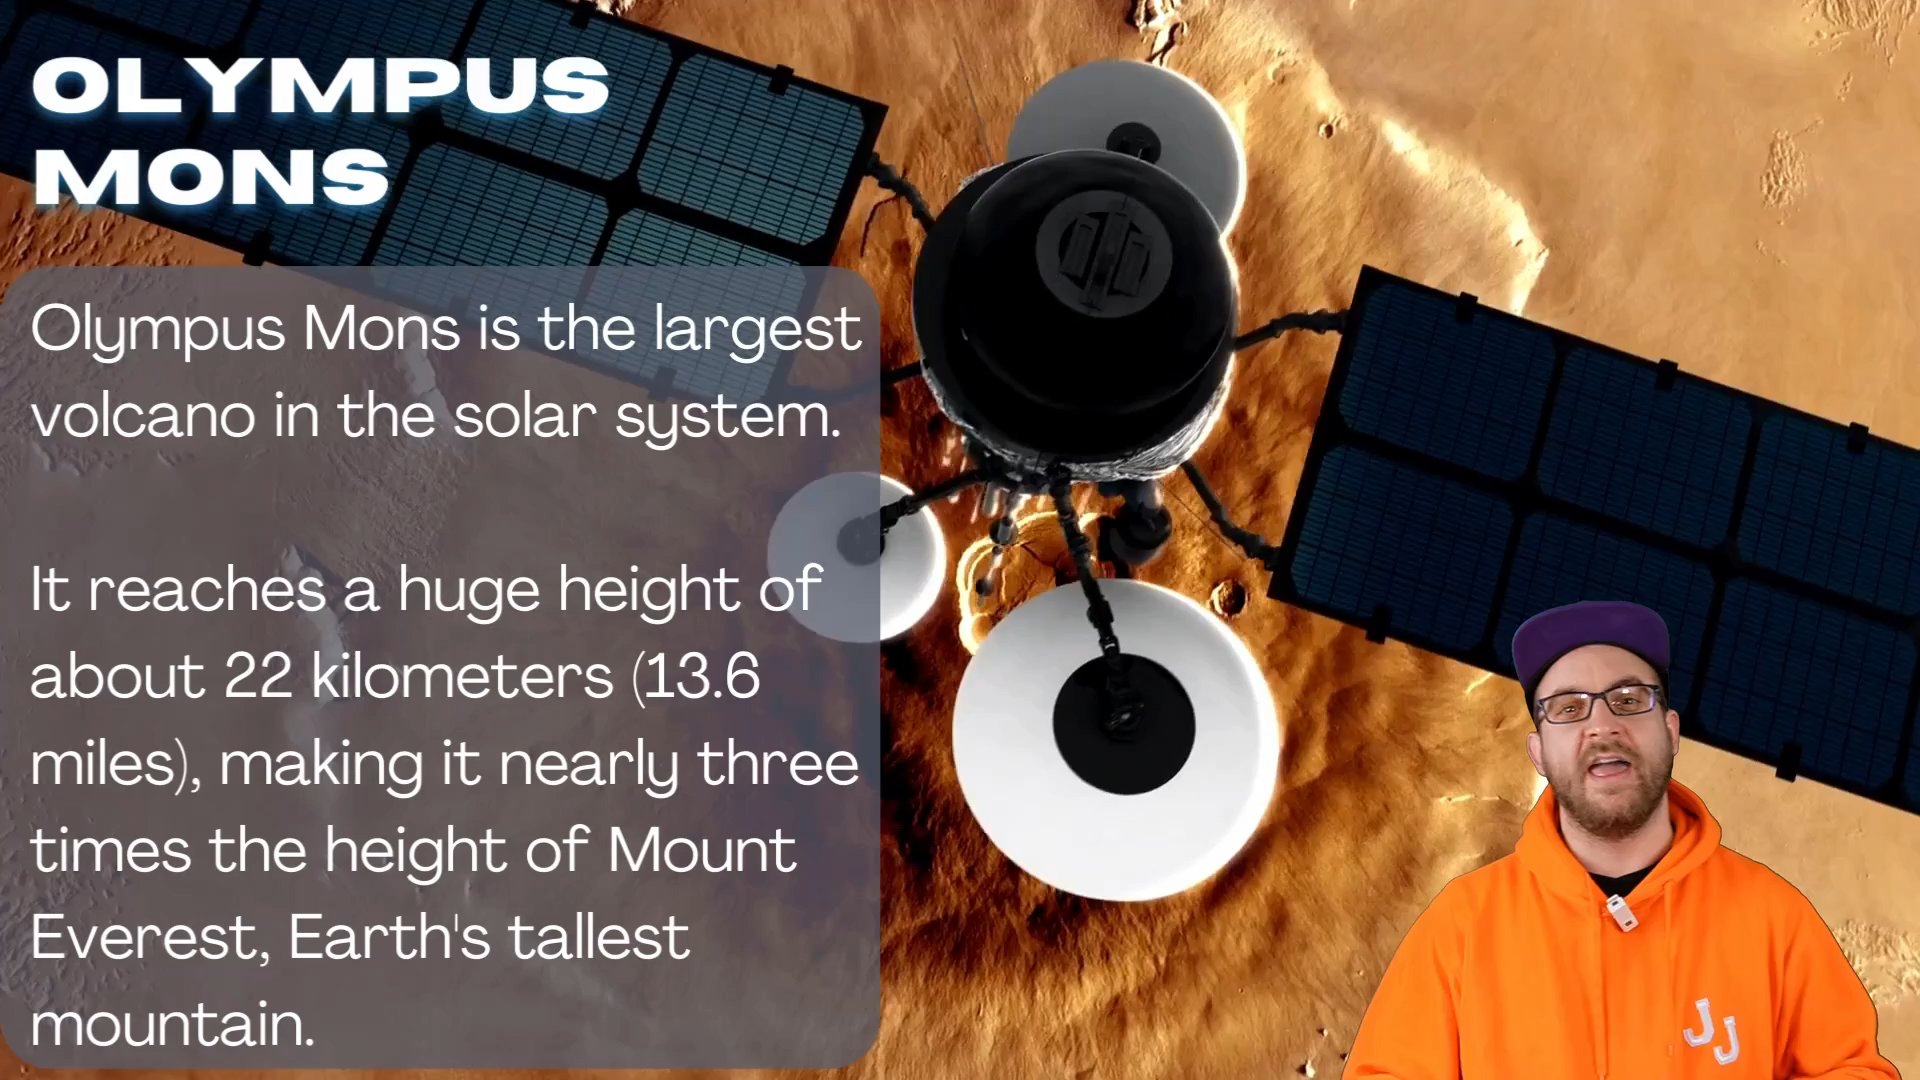 OLYMPUS
MONS
Olympus Mons is the largest
volcano in the solar system.
It reaches a huge height of
about 22 kilometers (13.6
miles), making it nearly three
times the height of Mount
Everest, Earth's tallest
mountain.
JJ